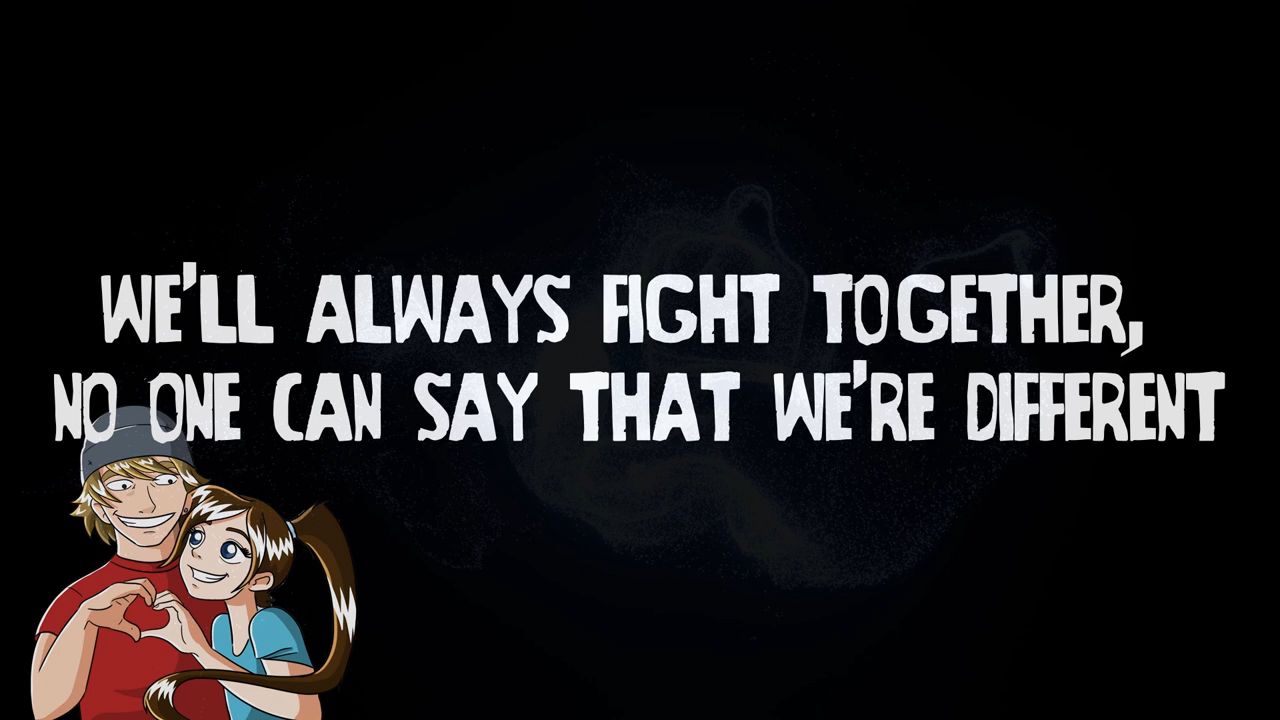 WE'LL ALWAYS FIGHT TOGETHER,
NO ONE CAN SAY THAT WE'RE DIFFERENT